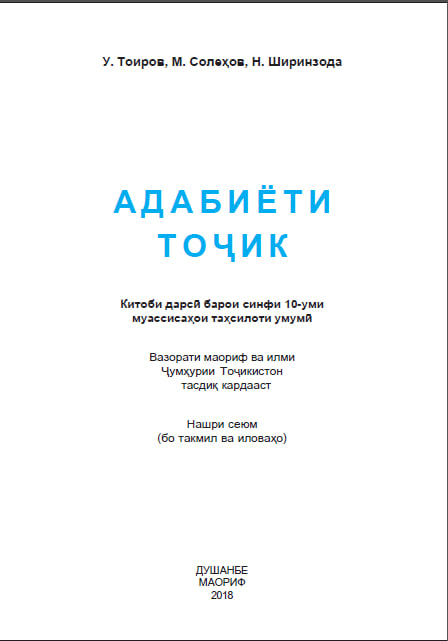 У. Тоиров, М. Солеҳов, Н. Ширинзода
АДАБИЁТИ
ТОҶИК
Китоби дарсӣ барои синфи 10-уми
муассисаҳои таҳсилоти умумӣ
Вазорати маориф ва илми
Ҷумҳурии Тоҷикистон
тасдиқ кардааст
Нашри сеюм
(бо такмил ва иловаҳо)
ДУШАНБЕ
МАОРИФ
2018